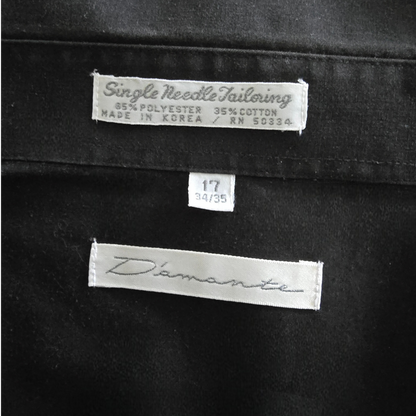 Single Needle Tailoring
65% POLYESTER 35% COTTON
MADE IN KOREA / RN 50334
17
34/35
D'amante